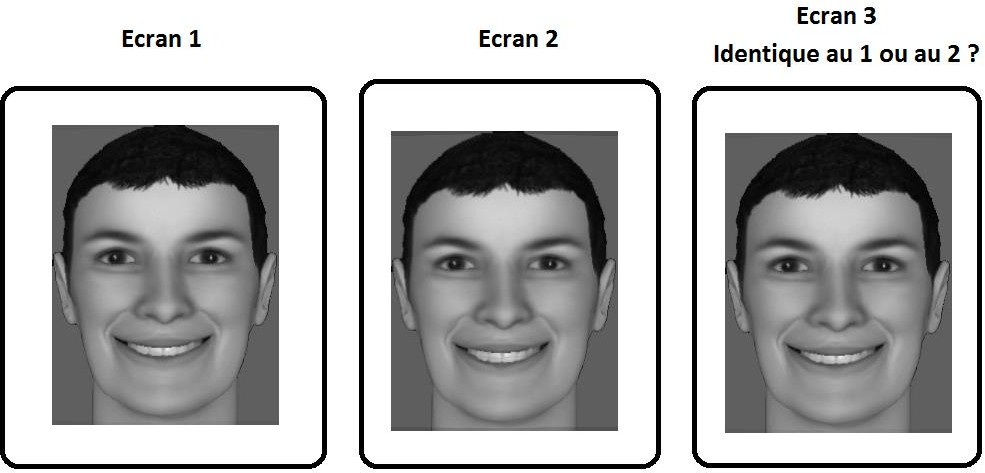 Ecran 1
Ecran 2
Ecran 3
Identique au 1 ou au 2 ?